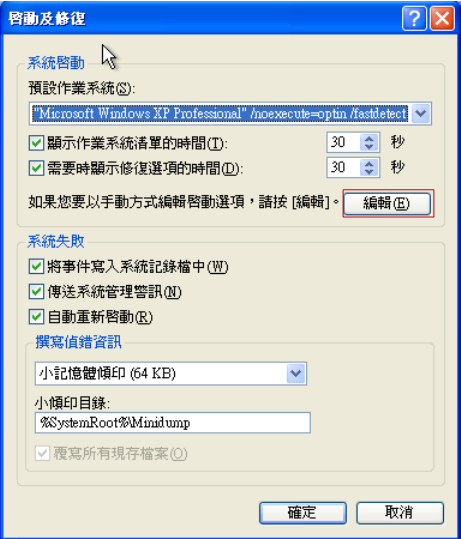 啓動及修復
系統啓動
預設作業系統(S):
"Microsoft Windows XP Professional" /noexecute=optin /fastdetect
顯示作業系統清單的時間(T): 30 秒
需要時顯示修復選項的時間(D): 30 秒
如果您要以手動方式編輯啓動選項，請按 [編輯]。 編輯(E)
系統失敗
將事件寫入系統記錄檔中(W)
傳送系統管理警訊(N)
自動重新啓動(R)
撰寫偵錯資訊
小記憶體傾印 (64 KB)
小傾印目錄:
%SystemRoot%\Minidump
覆寫所有現存檔案(O)
確定 取消